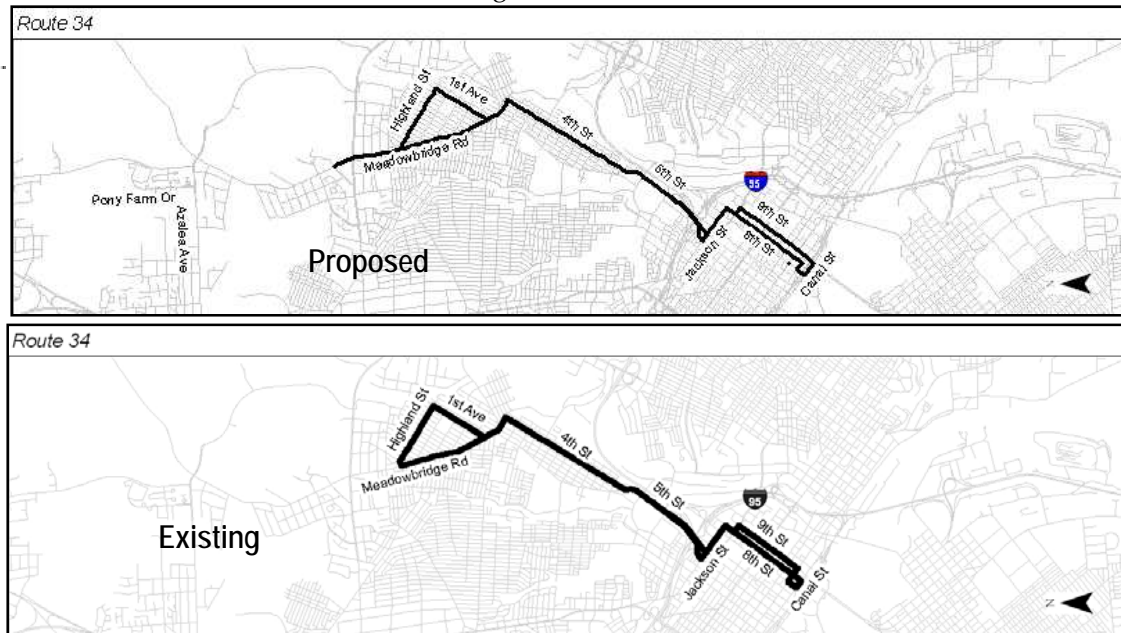 Route 34
Highland St
1st Ave
4th St
Meadowbridge Rd
5th St
95
Pony Farm Dr
Azalea Ave
9th St
8th St
Jackson St
Canal St
Proposed
Route 34
Highland St
1st Ave
4th St
Meadowbridge Rd
5th St
95
9th St
8th St
Jackson St
Canal St
Existing
N